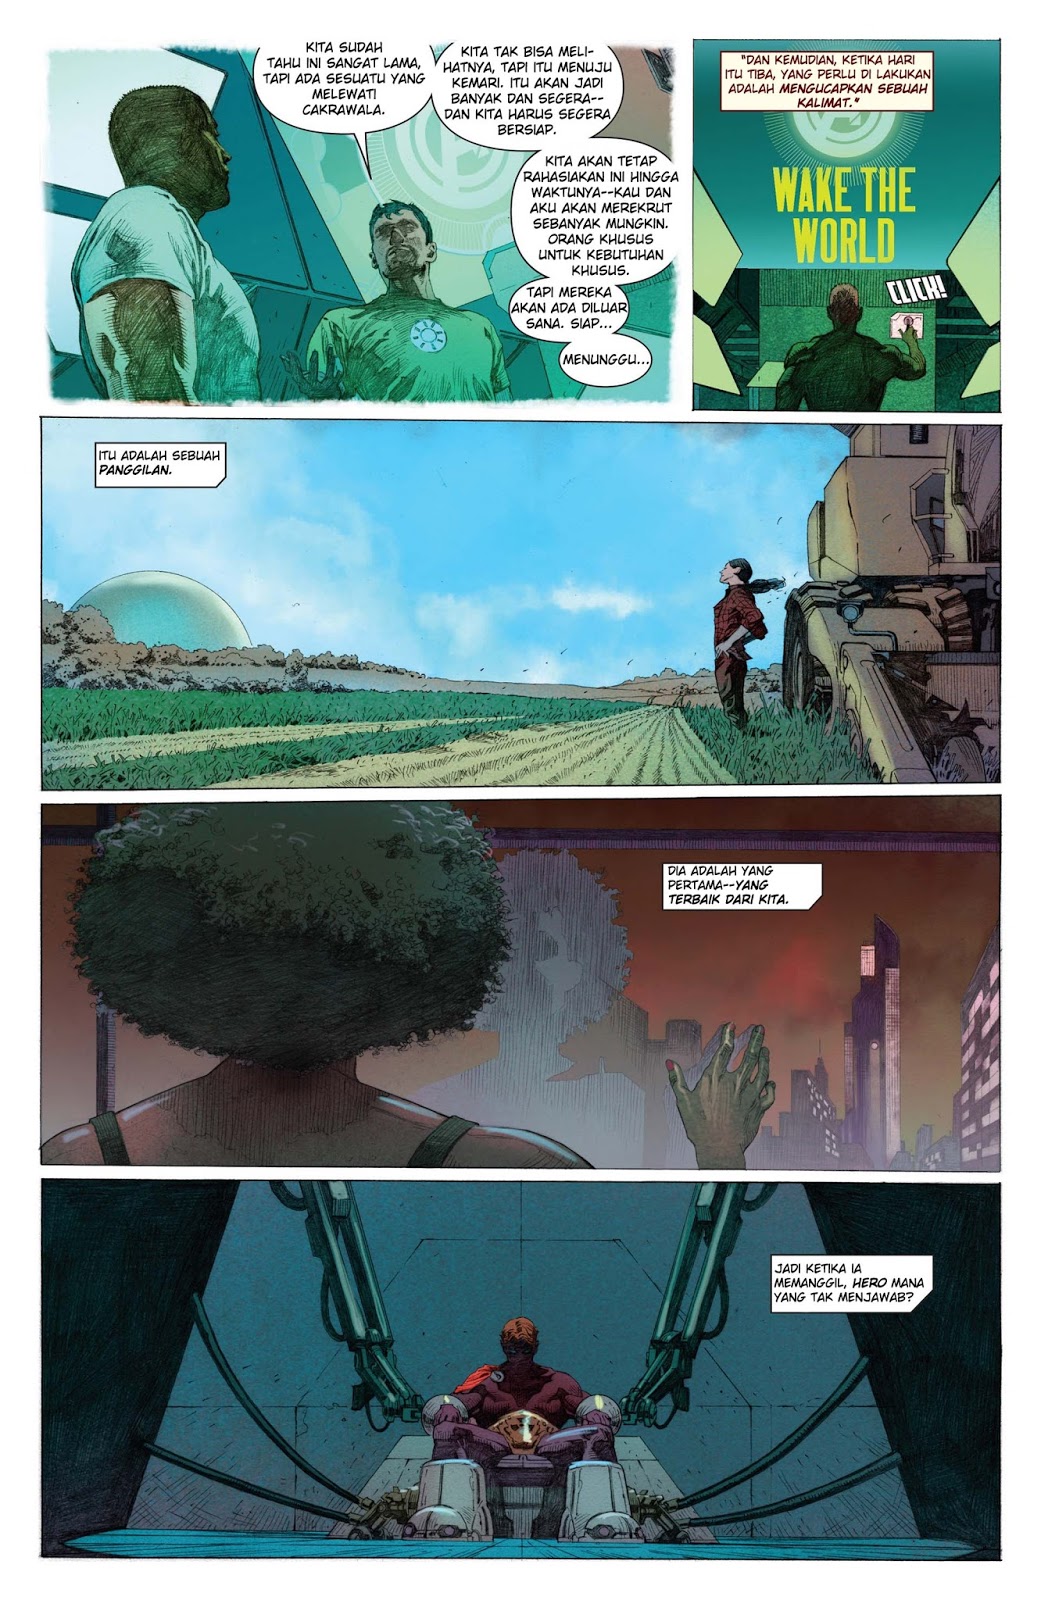 KITA SUDAH
TAHU INI SANGAT LAMA,
TAPI ADA SESUATU YANG
MELEWATI
CAKRAWALA.
KITA TAK BISA MELI-
HATNYA, TAPI ITU MENUJU
KEMARI. ITU AKAN JADI
BANYAK DAN SEGERA--
DAN KITA HARUS SEGERA
BERSIAP.
KITA AKAN TETAP
RAHASIAKAN INI HINGGA
WAKTUNYA--KAU DAN
AKU AKAN MEREKRUT
SEBANYAK MUNGKIN.
ORANG KHUSUS
UNTUK KEBUTUHAN
KHUSUS.
TAPI MEREKA
AKAN ADA DILUAR
SANA. SIAP...
MENUNGGU...
"DAN KEMUDIAN, KETIKA HARI
ITU TIBA, YANG PERLU DI LAKUKAN
ADALAH MENGUCAPKAN SEBUAH
KALIMAT."
WAKE THE
WORLD
CLICK!
ITU ADALAH SEBUAH
PANGGILAN.
DIA ADALAH YANG
PERTAMA--YANG
TERBAIK DARI KITA.
JADI KETIKA IA
MEMANGGIL, HERO MANA
YANG TAK MENJAWAB?